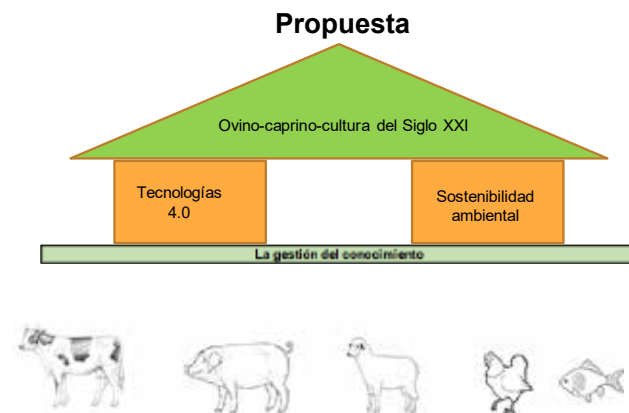 Propuesta
Ovino-caprino-cultura del Siglo XXI
Tecnologías
4.0
Sostenibilidad
ambiental
La gestión del conocimiento